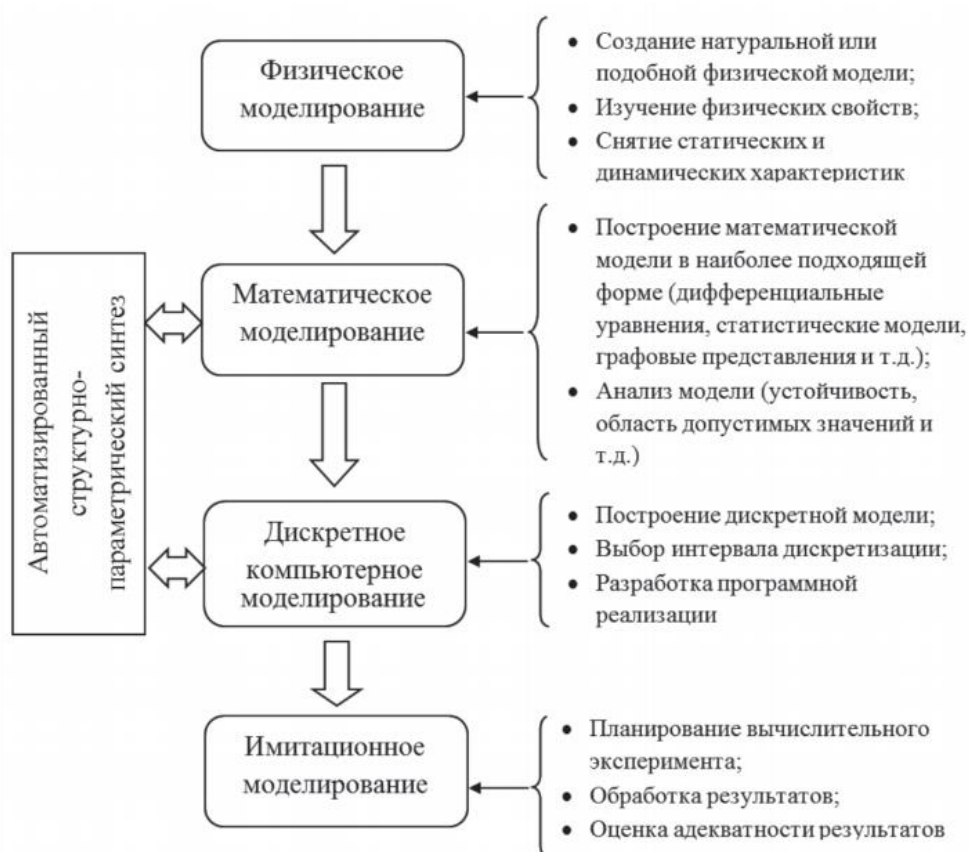 Физическое
моделирование
• Создание натуральной или
подобной физической модели;
• Изучение физических свойств;
• Снятие статических и
динамических характеристик
Автоматизированный
структурно-
параметрический синтез
Математическое
моделирование
• Построение математической
модели в наиболее подходящей
форме (дифференциальные
уравнения, статистические модели,
графовые представления и т.д.);
• Анализ модели (устойчивость,
область допустимых значений и
т.д.)
Дискретное
компьютерное
моделирование
• Построение дискретной модели;
• Выбор интервала дискретизации;
• Разработка программной
реализации
Имитационное
моделирование
• Планирование вычислительного
эксперимента;
• Обработка результатов;
• Оценка адекватности результатов